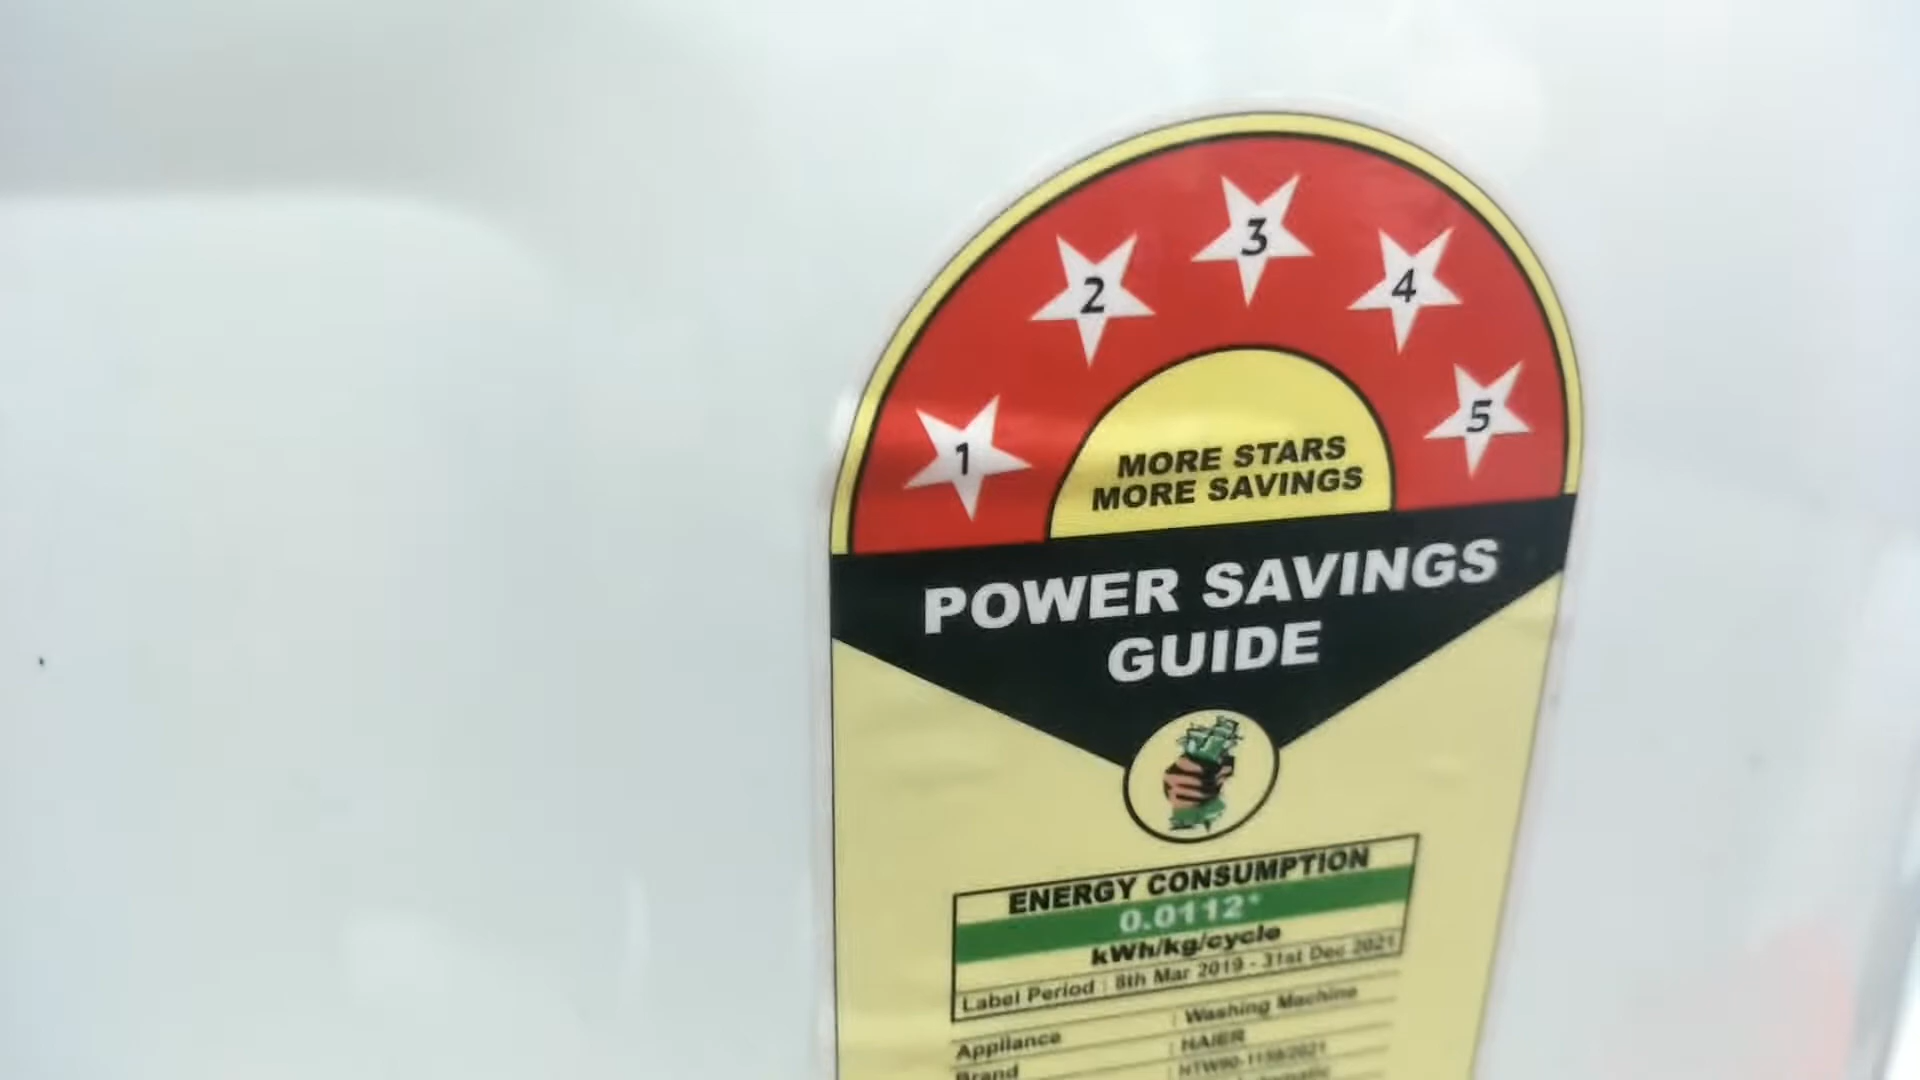 1 2 3 4 5
MORE STARS
MORE SAVINGS
POWER SAVINGS
GUIDE
ENERGY CONSUMPTION
0.0112*
kWh/kg/cycle
Label Period : 8th Mar 2019 - 31st Dec 2021
Appliance : Washing Machine
Brand : HAIER